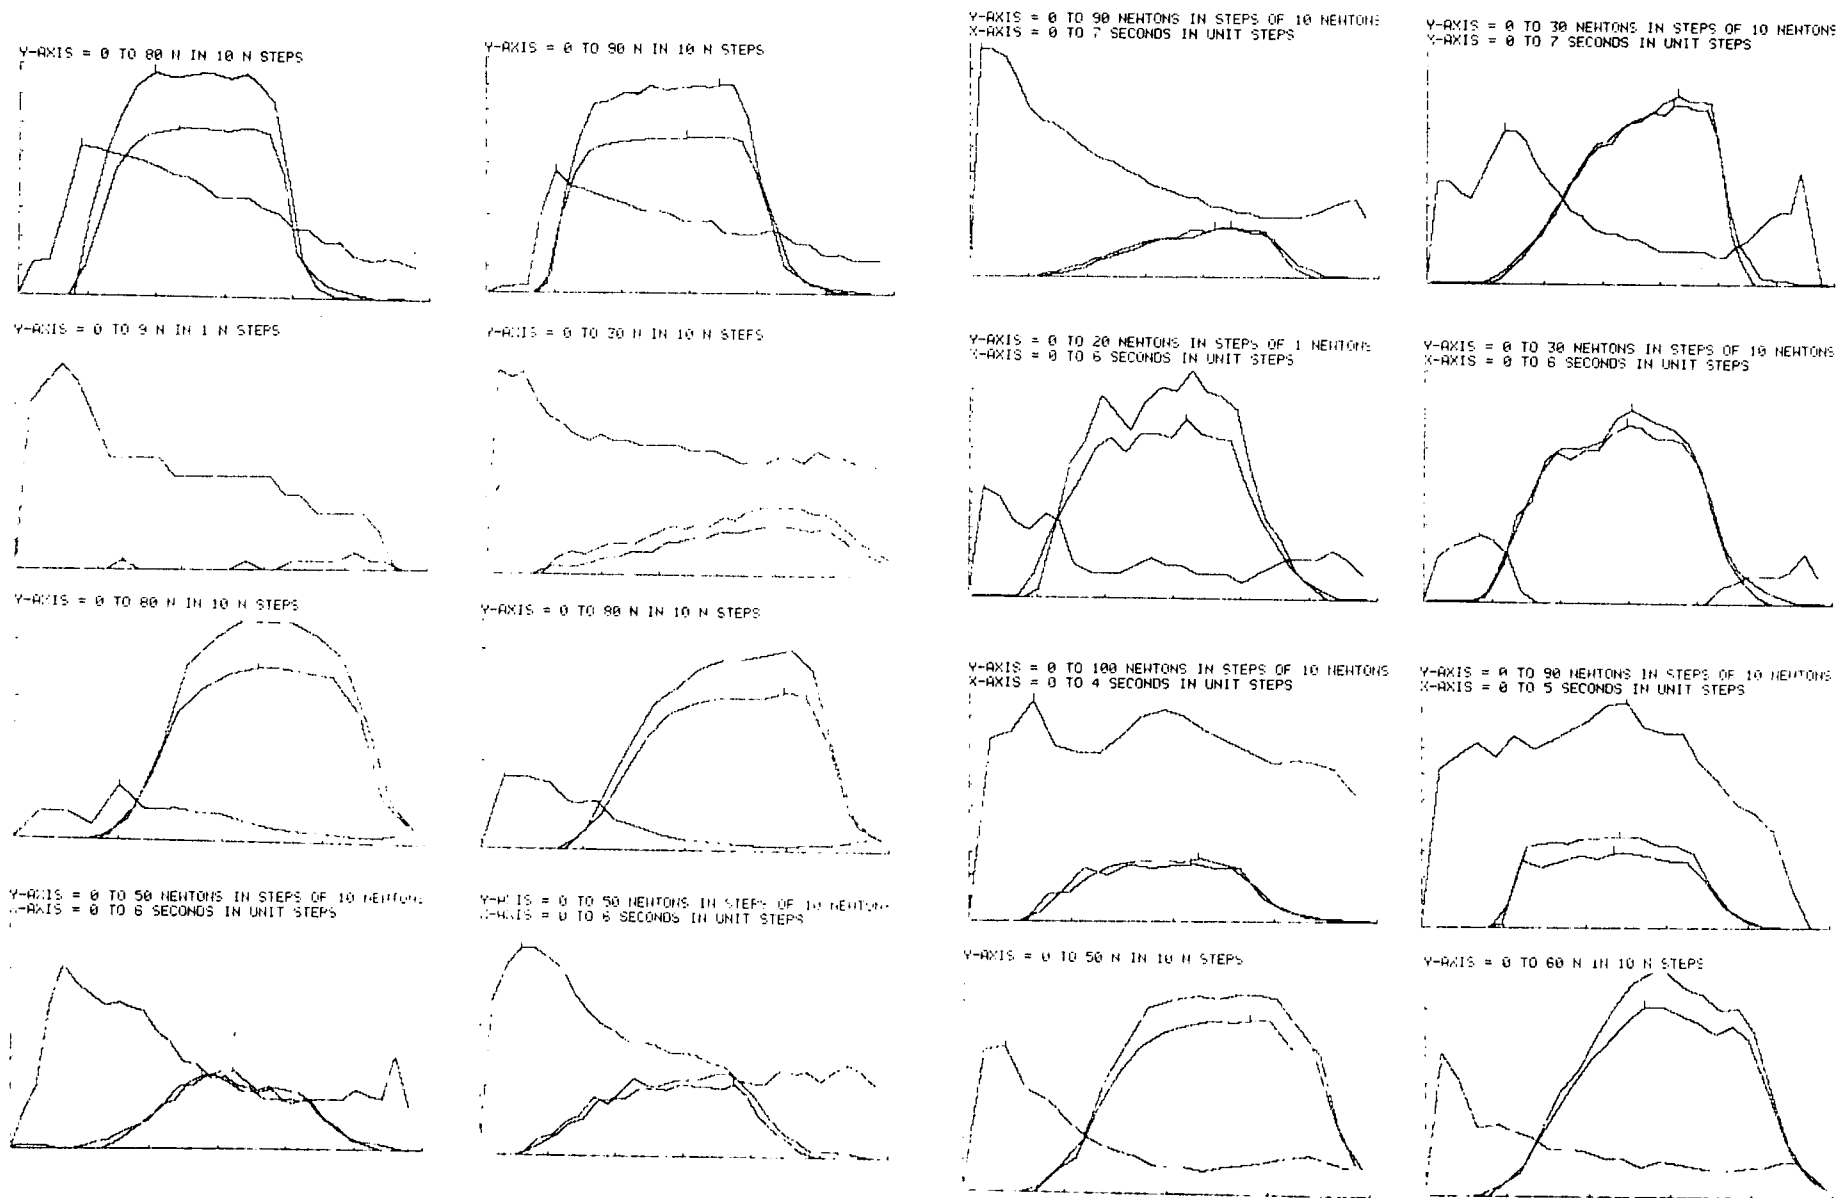 Y-AXIS = 0 TO 80 N IN 10 N STEPS
Y-AXIS = 0 TO 90 N IN 10 N STEPS
Y-AXIS = 0 TO 90 NEWTONS IN STEPS OF 10 NEWTONS
X-AXIS = 0 TO 7 SECONDS IN UNIT STEPS
Y-AXIS = 0 TO 30 NEWTONS IN STEPS OF 10 NEWTONS
X-AXIS = 0 TO 7 SECONDS IN UNIT STEPS
Y-AXIS = 0 TO 9 N IN 1 N STEPS
Y-AXIS = 0 TO 30 N IN 10 N STEPS
Y-AXIS = 0 TO 20 NEWTONS IN STEPS OF 1 NEWTONS
X-AXIS = 0 TO 6 SECONDS IN UNIT STEPS
Y-AXIS = 0 TO 30 NEWTONS IN STEPS OF 10 NEWTONS
X-AXIS = 0 TO 6 SECONDS IN UNIT STEPS
Y-AXIS = 0 TO 80 N IN 10 N STEPS
Y-AXIS = 0 TO 80 N IN 10 N STEPS
Y-AXIS = 0 TO 100 NEWTONS IN STEPS OF 10 NEWTONS
X-AXIS = 0 TO 4 SECONDS IN UNIT STEPS
Y-AXIS = 0 TO 90 NEWTONS IN STEPS OF 10 NEWTONS
X-AXIS = 0 TO 5 SECONDS IN UNIT STEPS
Y-AXIS = 0 TO 50 NEWTONS IN STEPS OF 10 NEWTONS
X-AXIS = 0 TO 6 SECONDS IN UNIT STEPS
Y-AXIS = 0 TO 50 NEWTONS IN STEPS OF 10 NEWTONS
X-AXIS = 0 TO 6 SECONDS IN UNIT STEPS
Y-AXIS = 0 TO 50 N IN 10 N STEPS
Y-AXIS = 0 TO 60 N IN 10 N STEPS